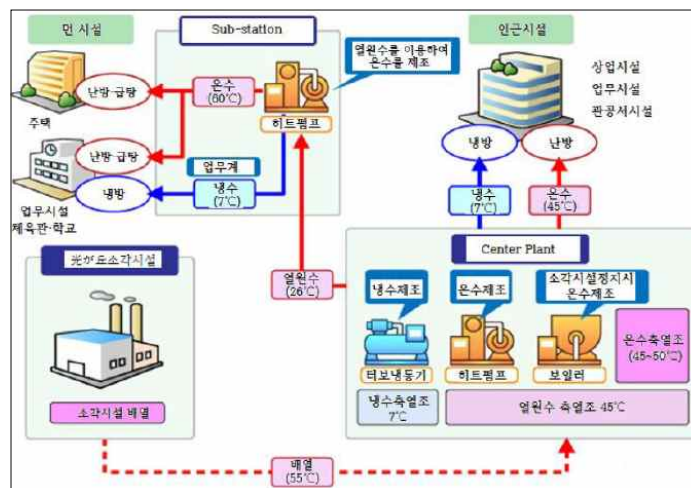 먼 시설
Sub-station
인근시설
열원수를 이용하여
온수를 제조
온수
(60℃)
히트펌프
난방·급탕
주택
난방·급탕
냉방
업무시설
체육관·학교
업무계
냉수
(7℃)
상업시설
업무시설
관공서시설
냉방
난방
냉수
(7℃)
온수
(45℃)
光が丘소각시설
소각시설 배열
열원수
(26℃)
Center Plant
냉수제조
온수제조
소각시설정지시
온수제조
터보냉동기
히트펌프
보일러
온수축열조
(45~50℃)
냉수축열조
7℃
열원수 축열조 45℃
배열
(55℃)